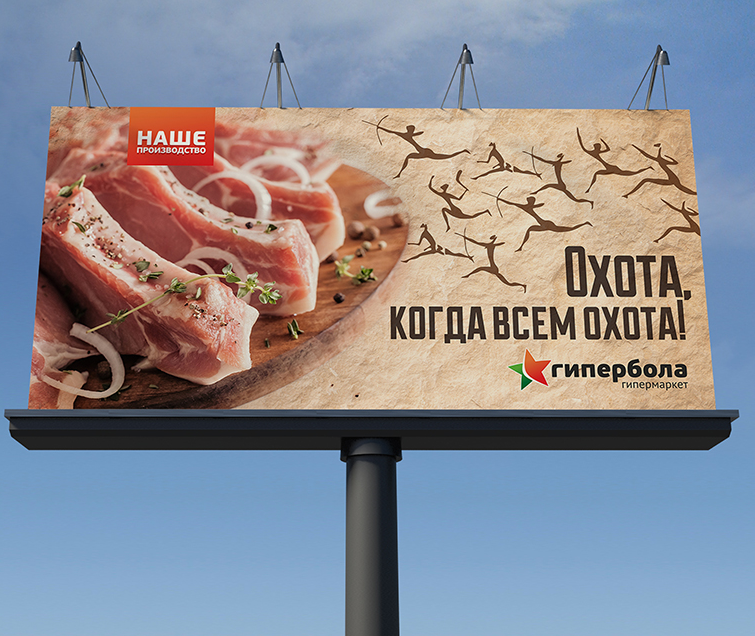 НАШЕ
ПРОИЗВОДСТВО
ОХОТА,
КОГДА ВСЕМ ОХОТА!
гипербола
гипермаркет